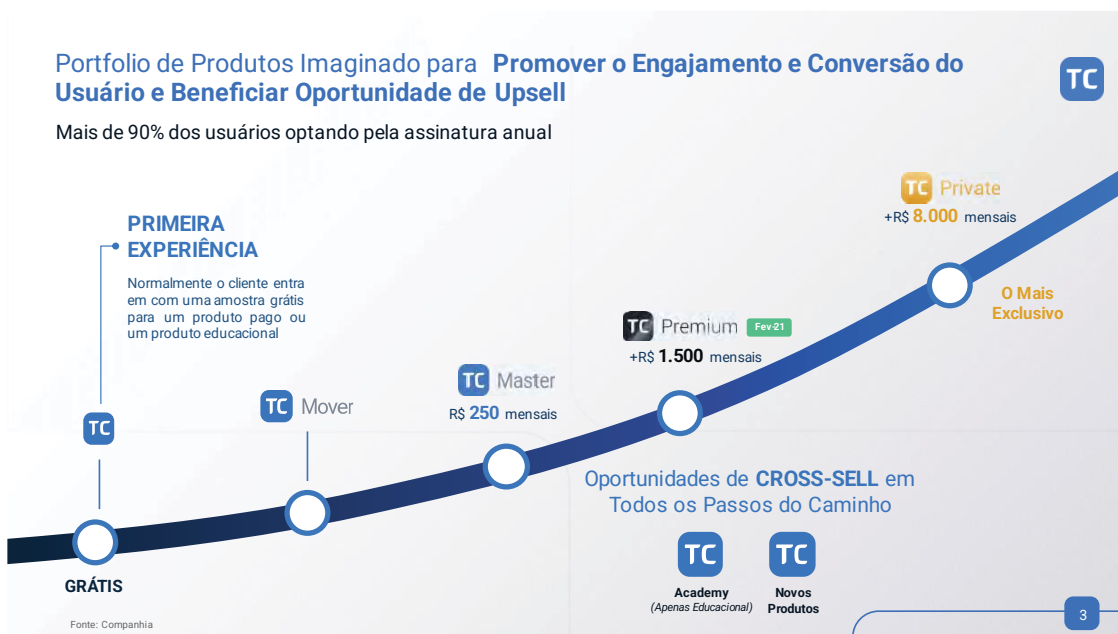 Portfolio de Produtos Imaginado para Promover o Engajamento e Conversão do
Usuário e Beneficiar Oportunidade de Upsell
TC
Mais de 90% dos usuários optando pela assinatura anual
TC Private
+R$ 8.000 mensais
PRIMEIRA
EXPERIÊNCIA
Normalmente o cliente entra
em com uma amostra grátis
para um produto pago ou
um produto educacional
O Mais
Exclusivo
TC Premium Fev-21
+R$ 1.500 mensais
TC Master
R$ 250 mensais
TC Mover
TC
Oportunidades de CROSS-SELL em
Todos os Passos do Caminho
TC
TC
GRÁTIS
Academy
(Apenas Educacional)
Novos
Produtos
Fonte: Companhia
3